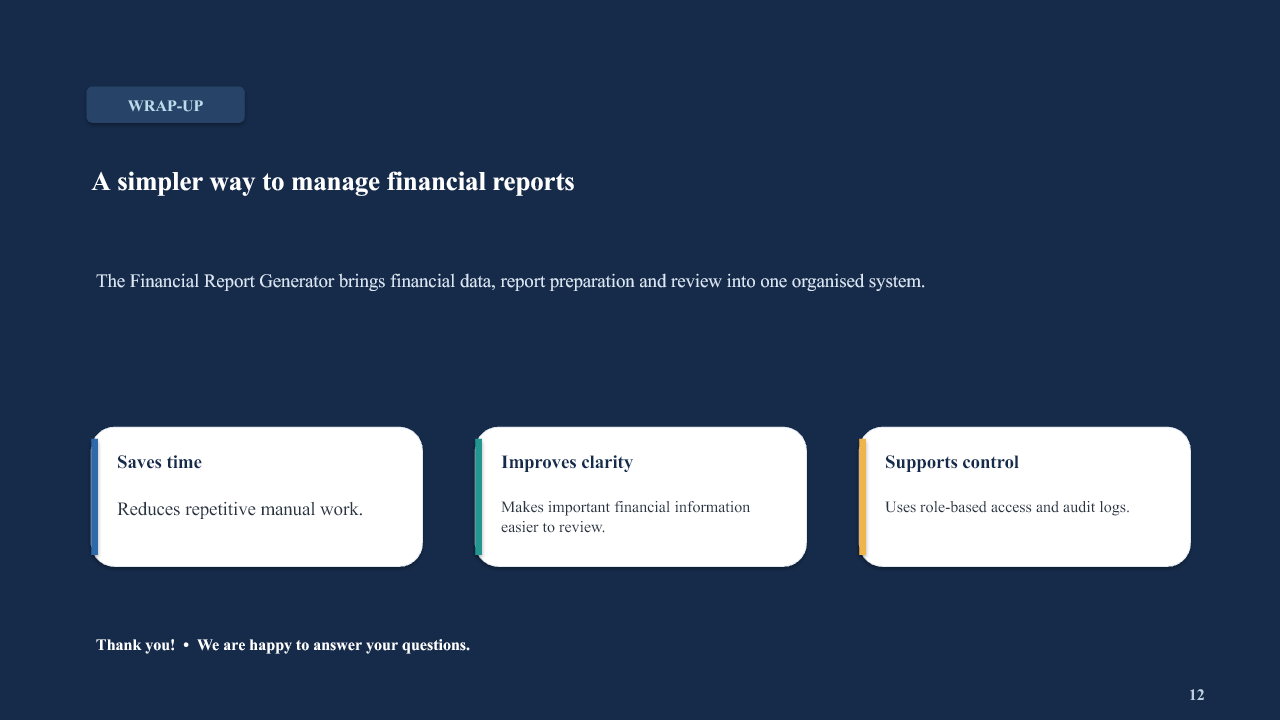 WRAP-UP
A simpler way to manage financial reports
The Financial Report Generator brings financial data, report preparation and review into one organised system.
Saves time
Reduces repetitive manual work.
Improves clarity
Makes important financial information
easier to review.
Supports control
Uses role-based access and audit logs.
Thank you! • We are happy to answer your questions.
12